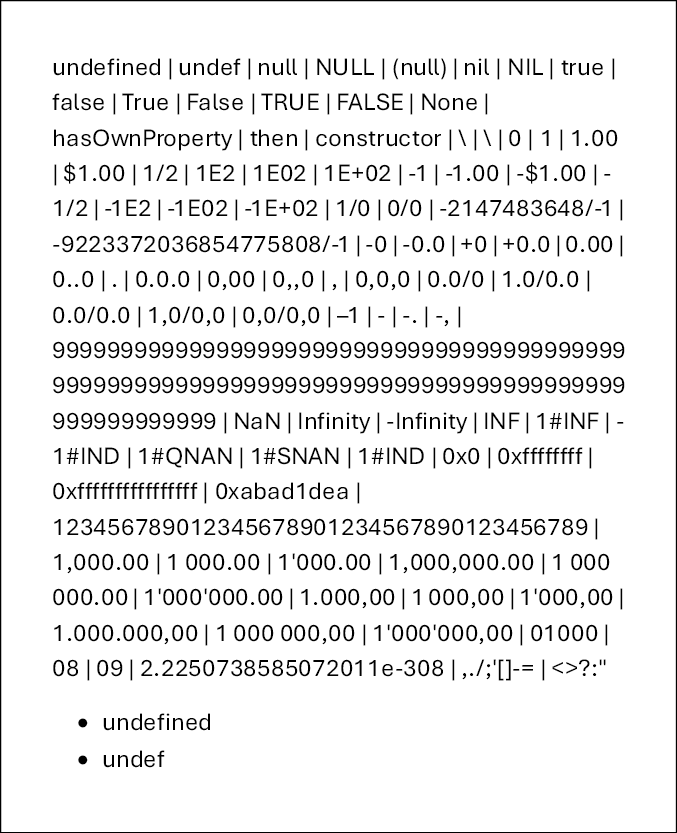 undefined | undef | null | NULL | (null) | nil | NIL | true |
false | True | False | TRUE | FALSE | None |
hasOwnProperty | then | constructor | \ | \ | 0 | 1 | 1.00
| $1.00 | 1/2 | 1E2 | 1E02 | 1E+02 | -1 | -1.00 | -$1.00 | -
1/2 | -1E2 | -1E02 | -1E+02 | 1/0 | 0/0 | -2147483648/-1 |
-9223372036854775808/-1 | -0 | -0.0 | +0 | +0.0 | 0.00 |
0..0 | . | 0.0.0 | 0,00 | 0,,0 | , | 0,0,0 | 0.0/0 | 1.0/0.0 |
0.0/0.0 | 1,0/0,0 | 0,0/0,0 | –1 | - | -. | -, |
999999999999999999999999999999999999999999
999999999999999999999999999999999999999999
999999999999 | NaN | Infinity | -Infinity | INF | 1#INF | -
1#IND | 1#QNAN | 1#SNAN | 1#IND | 0x0 | 0xffffffff |
0xffffffffffffffff | 0xabad1dea |
123456789012345678901234567890123456789 |
1,000.00 | 1 000.00 | 1'000.00 | 1,000,000.00 | 1 000
000.00 | 1'000'000.00 | 1.000,00 | 1 000,00 | 1'000,00 |
1.000.000,00 | 1 000 000,00 | 1'000'000,00 | 01000 |
08 | 09 | 2.2250738585072011e-308 | ,./;'[]-= | <>?:"
• undefined
• undef